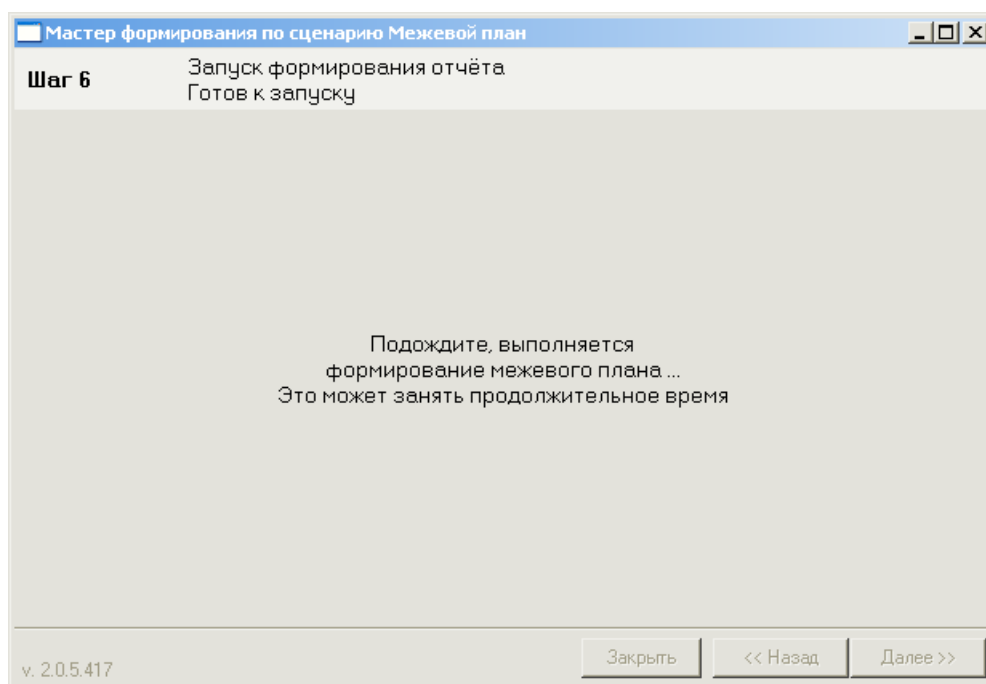 Мастер формирования по сценарию Межевой план
Шаг 6
Запуск формирования отчёта
Готов к запуску
Подождите, выполняется
формирование межевого плана ...
Это может занять продолжительное время
v. 2.0.5.417
Закрыть
<< Назад
Далее >>